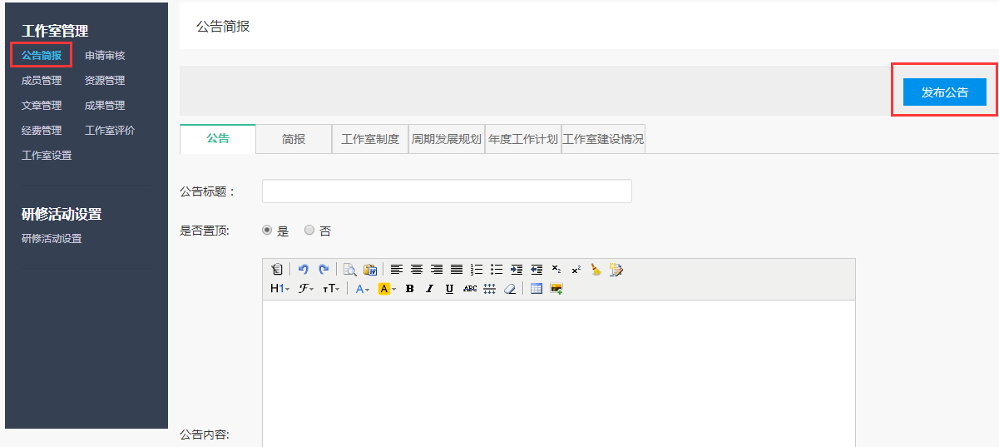 工作室管理
公告简报 申请审核
成员管理 资源管理
文章管理 成果管理
经费管理 工作室评价
工作室设置
研修活动设置
研修活动设置
公告简报
发布公告
公告 简报 工作室制度 周期发展规划 年度工作计划 工作室建设情况
公告标题：
是否置顶: 是 否
H1 F TT A A B I U ABC
公告内容: